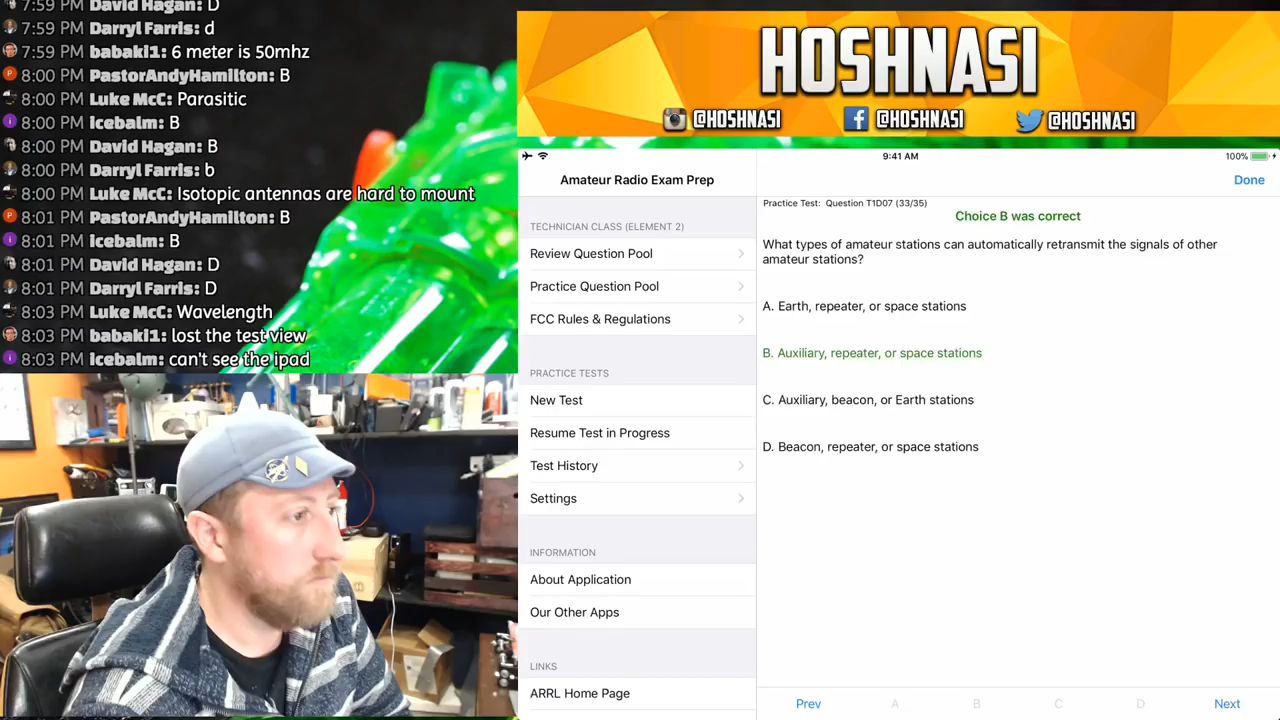 7:59 PM David Hagan: D
7:59 PM Darryl Farris: d
7:59 PM babak11: 6 meter is 50mhz
8:00 PM PastorAndyHamilton: B
8:00 PM Luke McC: Parasitic
8:00 PM icebalm: B
8:00 PM David Hagan: B
8:00 PM Darryl Farris: b
8:00 PM Luke McC: Isotopic antennas are hard to mount
8:01 PM PastorAndyHamilton: B
8:01 PM icebalm: B
8:01 PM David Hagan: D
8:01 PM Darryl Farris: D
8:03 PM Luke McC: Wavelength
8:03 PM babak11: lost the test view
8:03 PM icebalm: can't see the ipad
HOSHNASI
@HOSHNASI @HOSHNASI @HOSHNASI
9:41 AM 100%
Amateur Radio Exam Prep
TECHNICIAN CLASS (ELEMENT 2)
Review Question Pool
Practice Question Pool
FCC Rules & Regulations
PRACTICE TESTS
New Test
Resume Test in Progress
Test History
Settings
INFORMATION
About Application
Our Other Apps
LINKS
ARRL Home Page
Done
Practice Test: Question T1D07 (33/35)
Choice B was correct
What types of amateur stations can automatically retransmit the signals of other
amateur stations?
A. Earth, repeater, or space stations
B. Auxiliary, repeater, or space stations
C. Auxiliary, beacon, or Earth stations
D. Beacon, repeater, or space stations
Prev A B C D Next